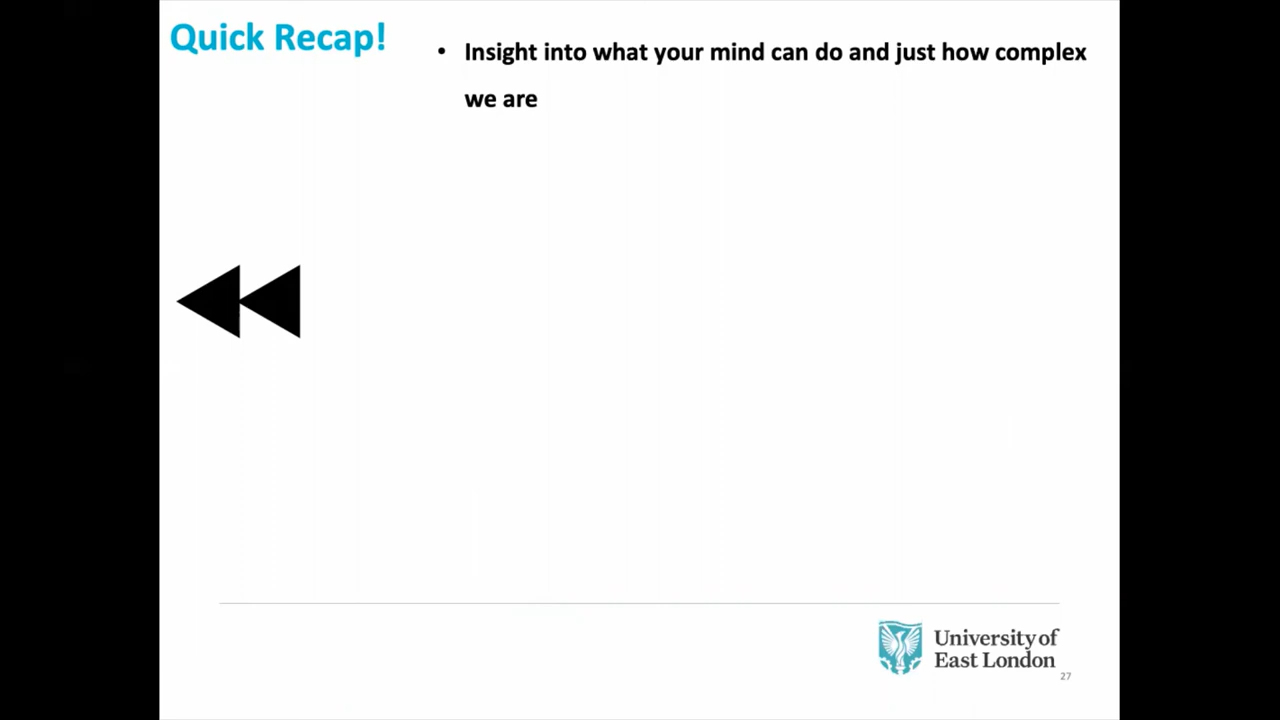 Quick Recap!
• Insight into what your mind can do and just how complex
we are
University of
East London
27